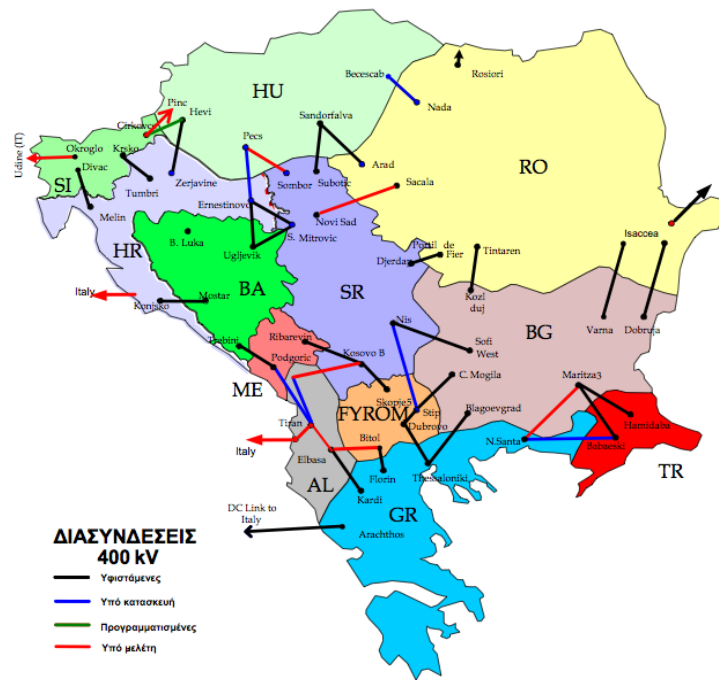 Rosiori
HU
Becescab
RO
Pinc
Hevi
Nada
Cirkovce
Sandorfalva
Udine (IT)
Okroglo
Krsko
Pecs
Divac
Arad
SI
Zerjavine
Sombor
Subotic
Sacala
Tumbri
Ernestinovo
Melin
Novi Sad
Isaccea
HR
B. Luka
S. Mitrovic
Ugljevik
Portil de
Fier
Tintaren
Djerdap
BA
SR
Italy
Konjsko
Mostar
Kozl
duj
BG
Varna
Dobruja
Nis
Ribarevin
Sofi
West
Trebinj
Podgoric
Kosovo B
C. Mogila
Maritza3
ME
Skopje5
FYROM
Stip
Dubrovo
Blagoevgrad
Hamidaba
Tiran
Bitol
N.Santa
Babaeski
Italy
Elbasa
TR
AL
Florin
Thessaloniki
Kardi
GR
DC Link to
Italy
Arachthos
ΔΙΑΣΥΝΔΕΣΕΙΣ
400 kV
Υφιστάμενες
Υπό κατασκευή
Προγραμματισμένες
Υπό μελέτη